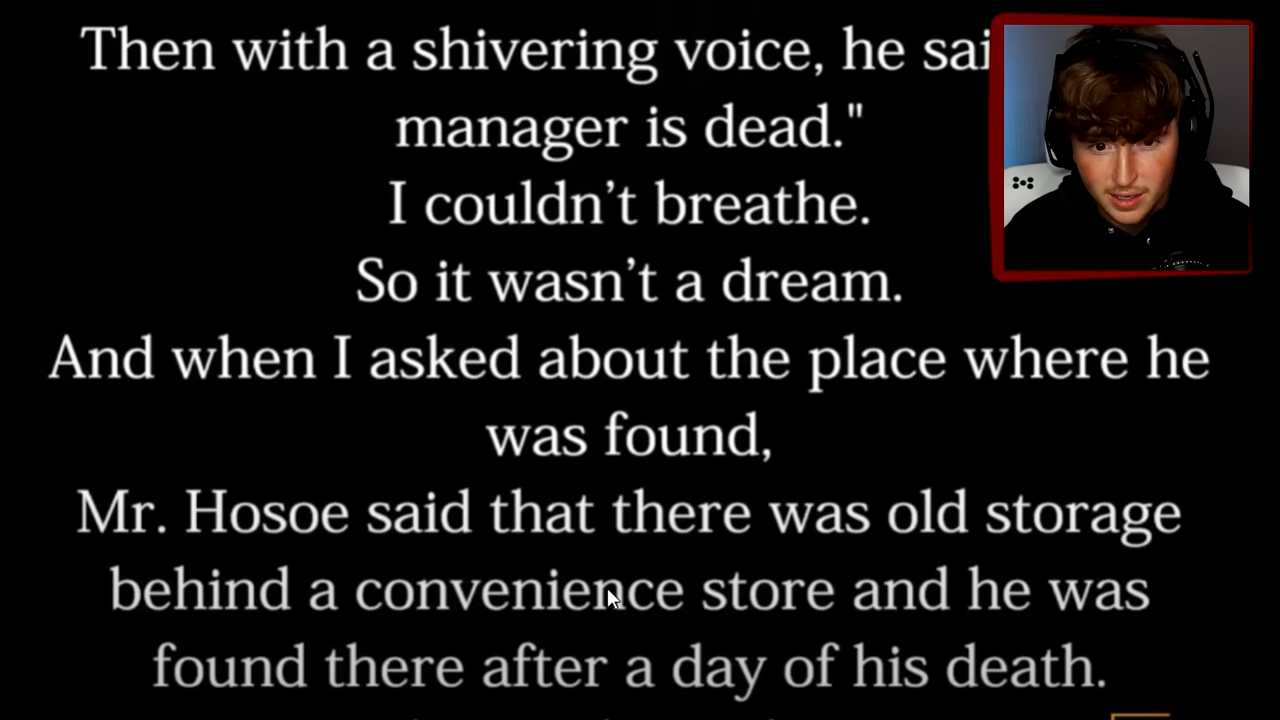 Then with a shivering voice, he
manager is dead."
I couldn’t breathe.
So it wasn’t a dream.
And when I asked about the place where he
was found,
Mr. Hosoe said that there was old storage
behind a convenience store and he was
found there after a day of his death.